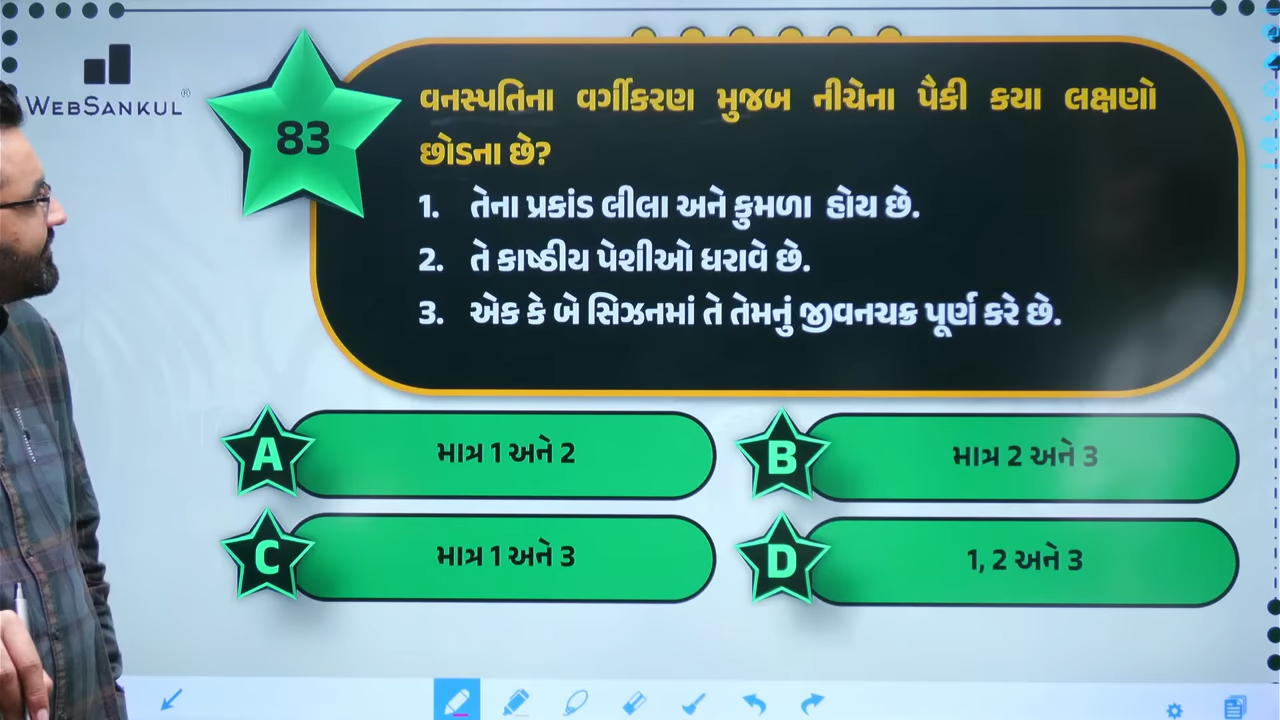 WEBSANKUL®
83
વનસ્પતિના વર્ગીકરણ મુજબ નીચેના પૈકી કયા લક્ષણો
છોડના છે?
1. તેના પ્રકાંડ લીલા અને કુમળા હોય છે.
2. તે કાષ્ઠીય પેશીઓ ધરાવે છે.
3. એક કે બે સિઝનમાં તે તેમનું જીવનચક્ર પૂર્ણ કરે છે.
A માત્ર 1 અને 2
B માત્ર 2 અને 3
C માત્ર 1 અને 3
D 1, 2 અને 3